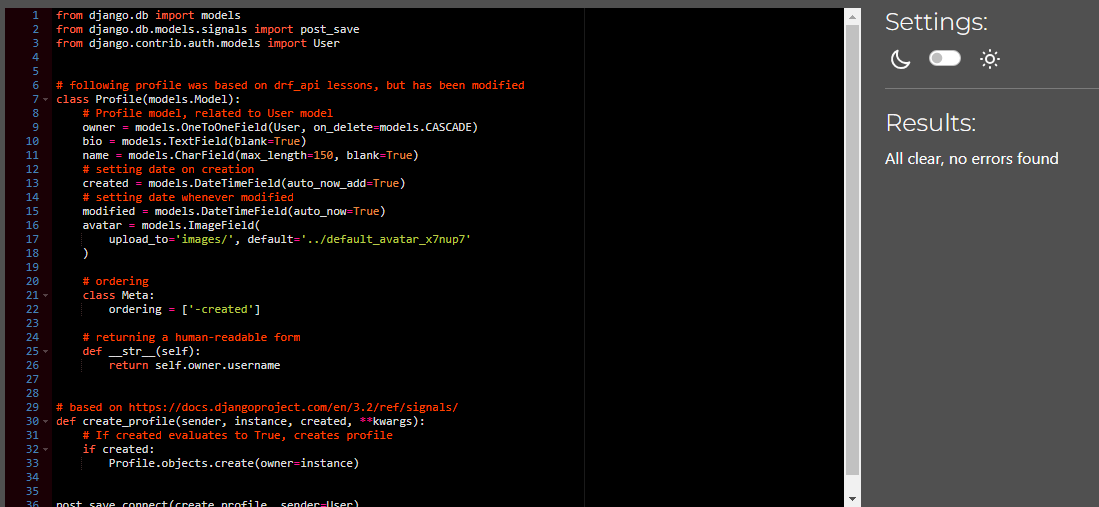 1 from django.db import models
2 from django.db.models.signals import post_save
3 from django.contrib.auth.models import User
4
5
6 # following profile was based on drf_api lessons, but has been modified
7 class Profile(models.Model):
8     # Profile model, related to User model
9     owner = models.OneToOneField(User, on_delete=models.CASCADE)
10     bio = models.TextField(blank=True)
11     name = models.CharField(max_length=150, blank=True)
12     # setting date on creation
13     created = models.DateTimeField(auto_now_add=True)
14     # setting date whenever modified
15     modified = models.DateTimeField(auto_now=True)
16     avatar = models.ImageField(
17         upload_to='images/', default='../default_avatar_x7nup7'
18     )
19
20     # ordering
21     class Meta:
22         ordering = ['-created']
23
24     # returning a human-readable form
25     def __str__(self):
26         return self.owner.username
27
28
29 # based on https://docs.djangoproject.com/en/3.2/ref/signals/
30 def create_profile(sender, instance, created, **kwargs):
31     # If created evaluates to True, creates profile
32     if created:
33         Profile.objects.create(owner=instance)
34
35
36 post_save.connect(create_profile, sender=User)
Settings:
Results:
All clear, no errors found